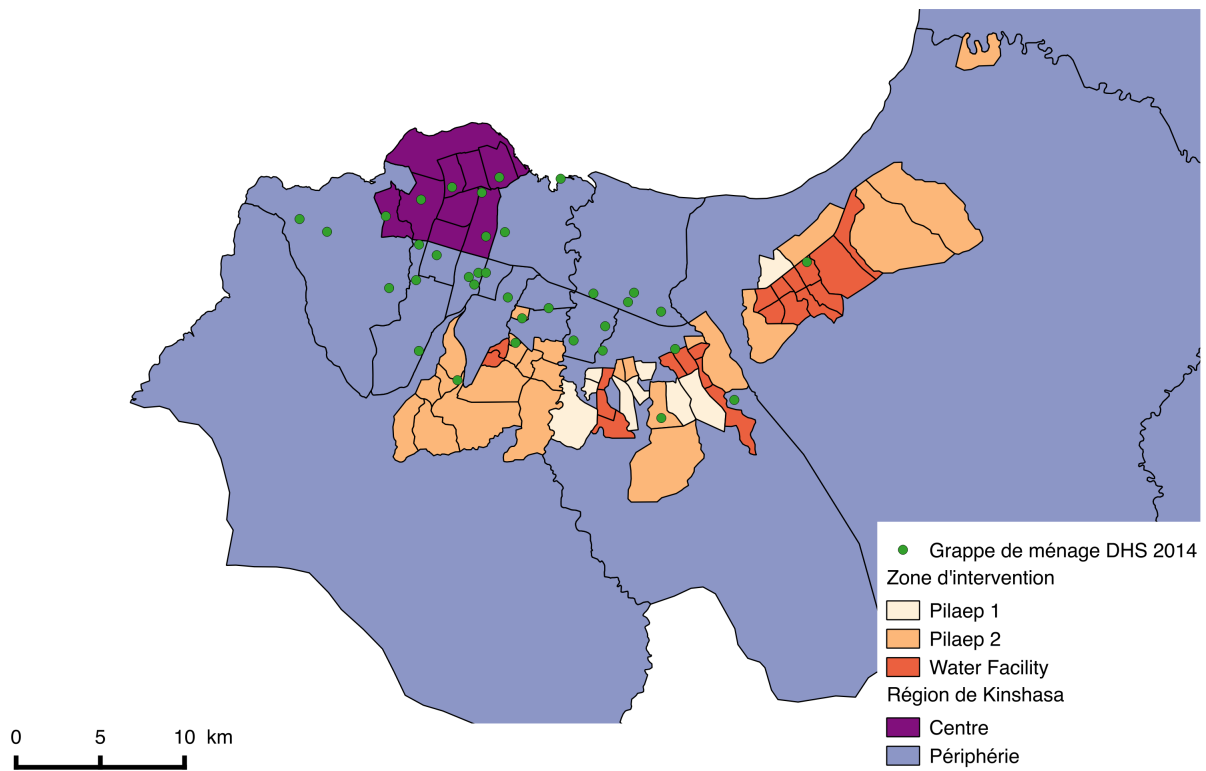 Grappe de ménage DHS 2014
Zone d'intervention
Pilaep 1
Pilaep 2
Water Facility
Région de Kinshasa
Centre
Périphérie
0 5 10 km